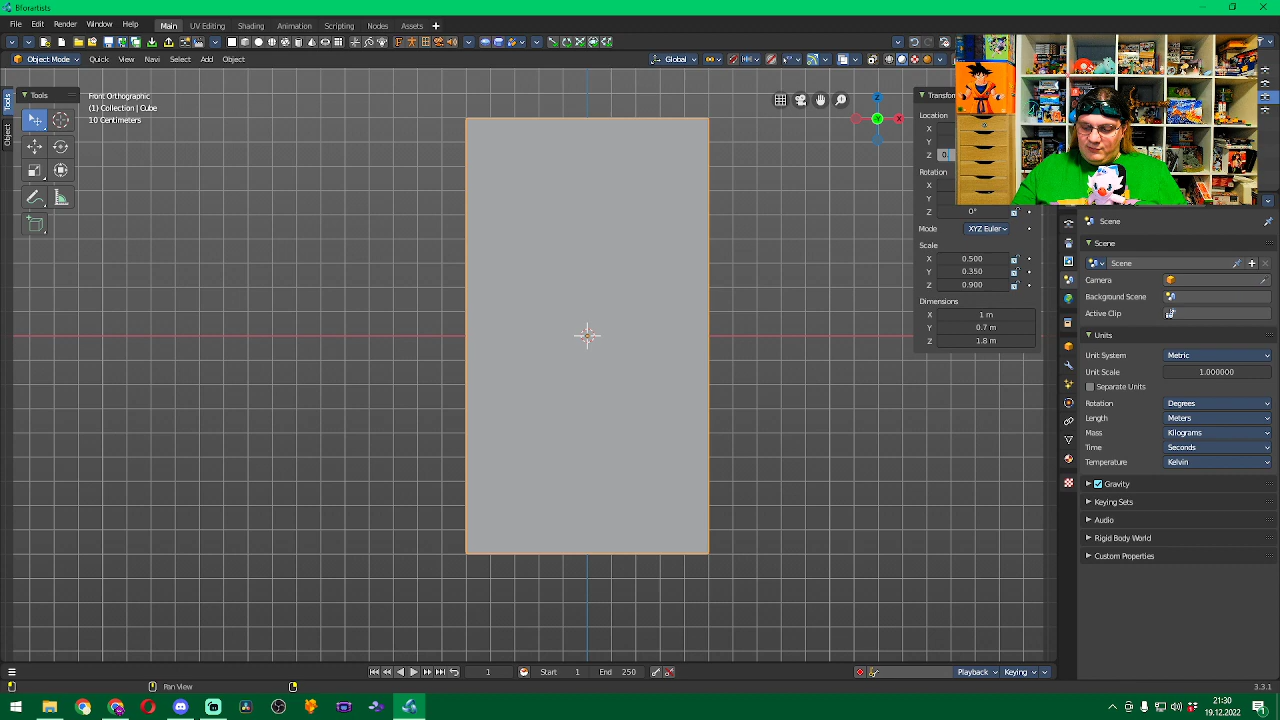 Bforartists
File Edit Render Window Help
Main UV Editing Shading Animation Scripting Nodes Assets
Object Mode Quick View Select Add Object Global
Tools
Front Orthographic
(1) Collection | Cube
10 Centimeters
Tools
Object
Z
X
Y
Transform
Location
X
Y
Z 0.
Rotation
X
Y
Z 0°
Mode XYZ Euler
Scale
X 0.500
Y 0.350
Z 0.900
Dimensions
X 1 m
Y 0.7 m
Z 1.8 m
Scene
Scene
Scene
Camera
Background Scene
Active Clip
Units
Unit System Metric
Unit Scale 1.000000
Separate Units
Rotation Degrees
Length Meters
Mass Kilograms
Time Seconds
Temperature Kelvin
Gravity
Keying Sets
Audio
Rigid Body World
Custom Properties
1 Start 1 End 250 Playback Keying
Pan View 3.3.1
21:30
19.12.2022